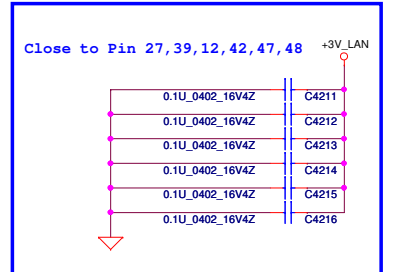 Close to Pin 27,39,12,42,47,48
+3V_LAN
0.1U_0402_16V4Z C4211
0.1U_0402_16V4Z C4212
0.1U_0402_16V4Z C4213
0.1U_0402_16V4Z C4214
0.1U_0402_16V4Z C4215
0.1U_0402_16V4Z C4216